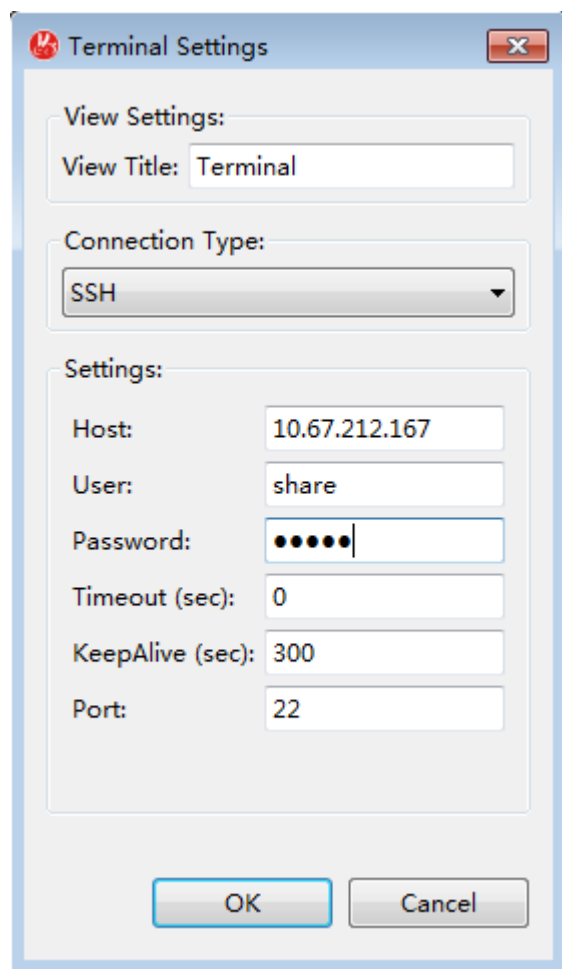 Terminal Settings
View Settings:
View Title: Terminal
Connection Type:
SSH
Settings:
Host: 10.67.212.167
User: share
Password: ●●●●●
Timeout (sec): 0
KeepAlive (sec): 300
Port: 22
OK Cancel